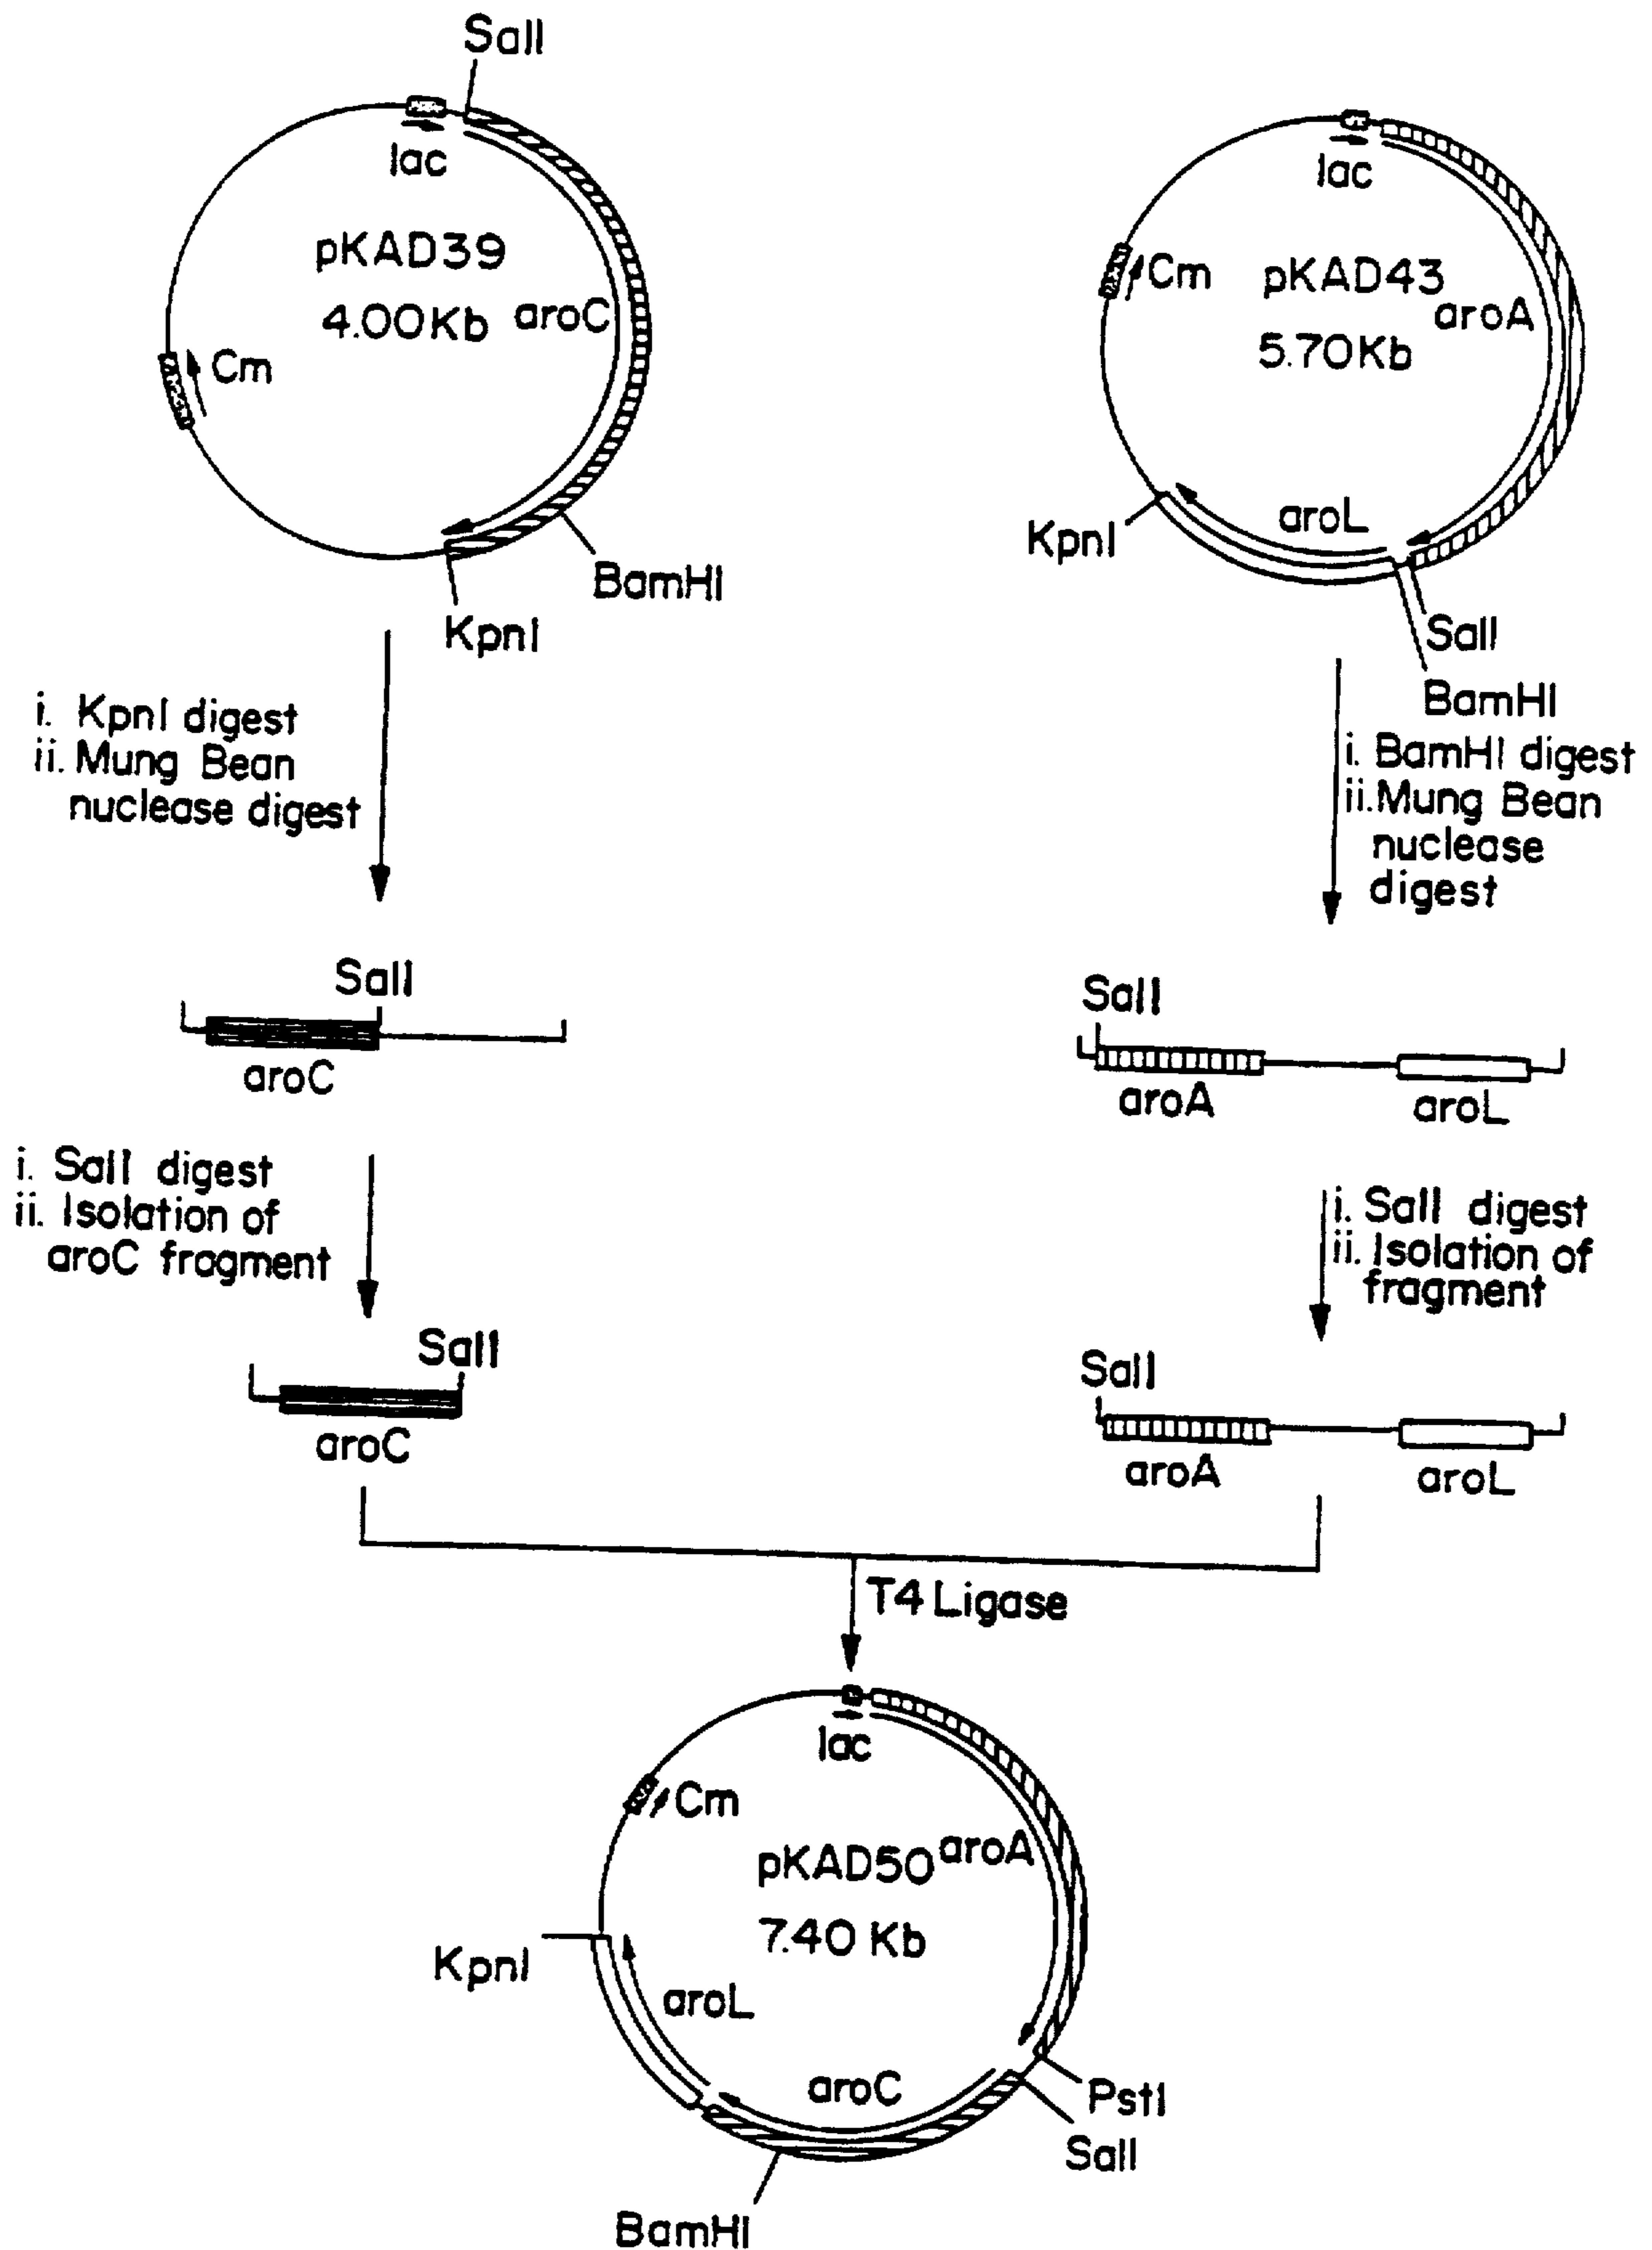 SalI
lac
pKAD39
4.00Kb
aroC
Cm
BamHI
KpnI
lac
Cm
pKAD43
aroA
5.70Kb
aroL
KpnI
SalI
BamHI
i. KpnI digest
ii. Mung Bean
nuclease digest
i. BamHI digest
ii. Mung Bean
nuclease
digest
SalI
aroC
SalI
aroA
aroL
i. SalI digest
ii. Isolation of
aroC fragment
i. SalI digest
ii. Isolation of
fragment
SalI
aroC
SalI
aroA
aroL
T4 Ligase
lac
Cm
pKAD50
aroA
7.40 Kb
KpnI
aroL
aroC
PstI
SalI
BamHI